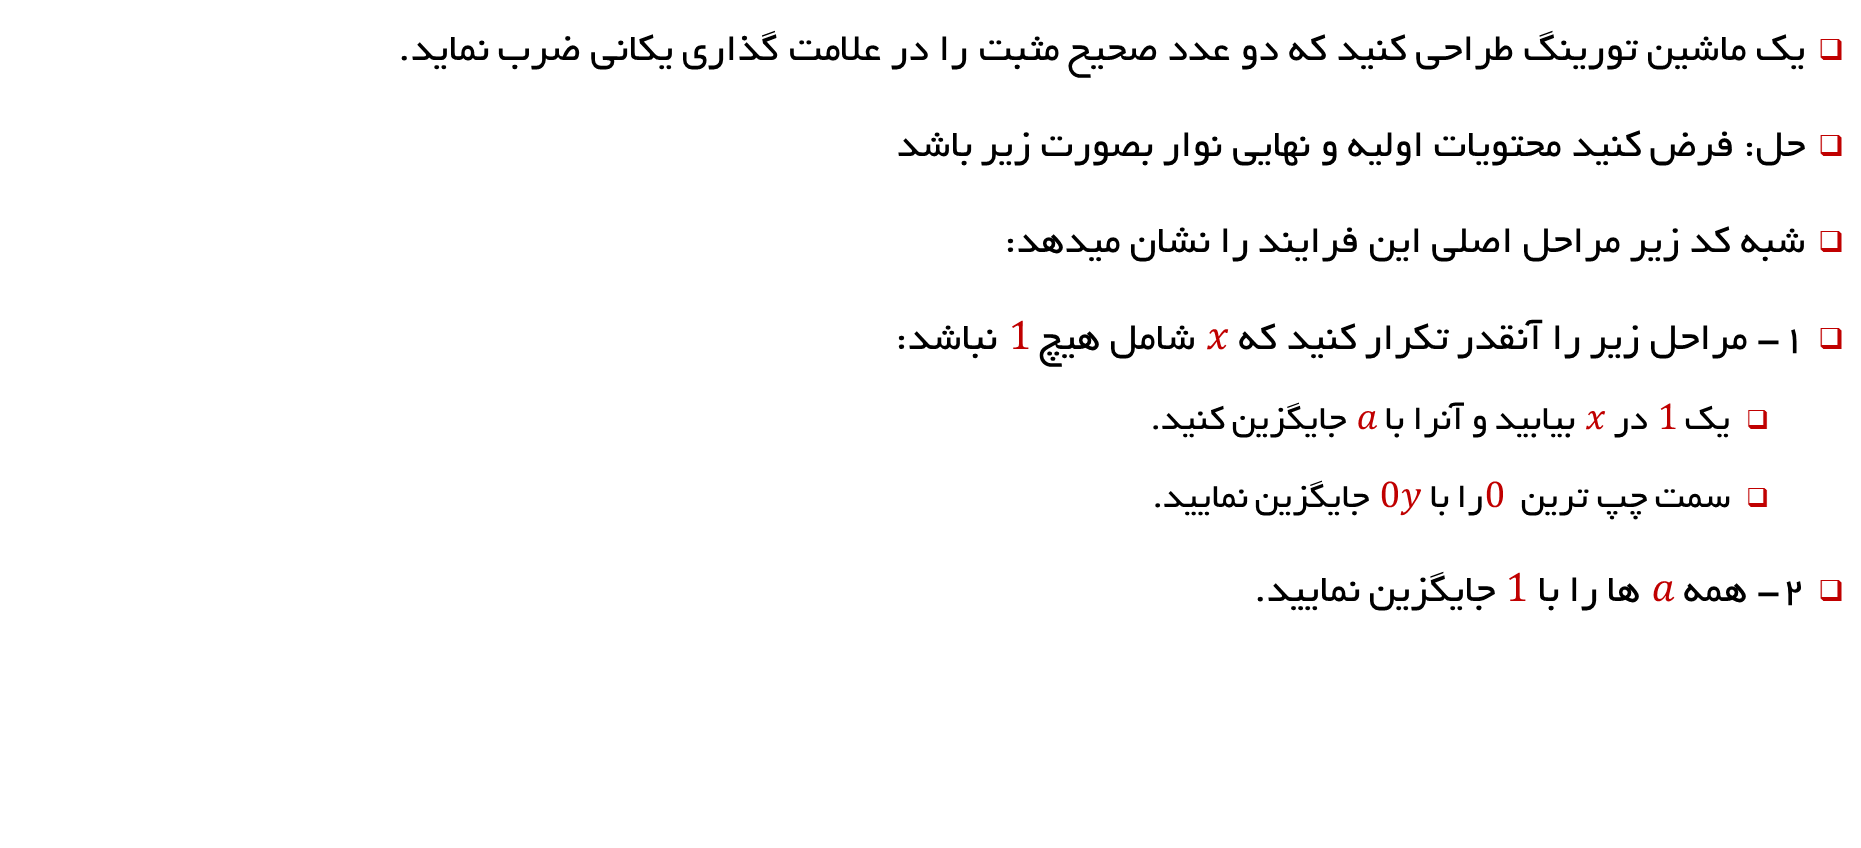 یک ماشین تورینگ طراحی کنید که دو عدد صحیح مثبت را در علامت گذاری یکانی ضرب نماید.
حل: فرض کنید محتویات اولیه و نهایی نوار بصورت زیر باشد
شبه کد زیر مراحل اصلی این فرایند را نشان میدهد:
۱- مراحل زیر را آنقدر تکرار کنید که x شامل هیچ 1 نباشد:
یک 1 در x بیابید و آنرا با a جایگزین کنید.
سمت چپ ترین 0 را با 0y جایگزین نمایید.
۲- همه a ها را با 1 جایگزین نمایید.